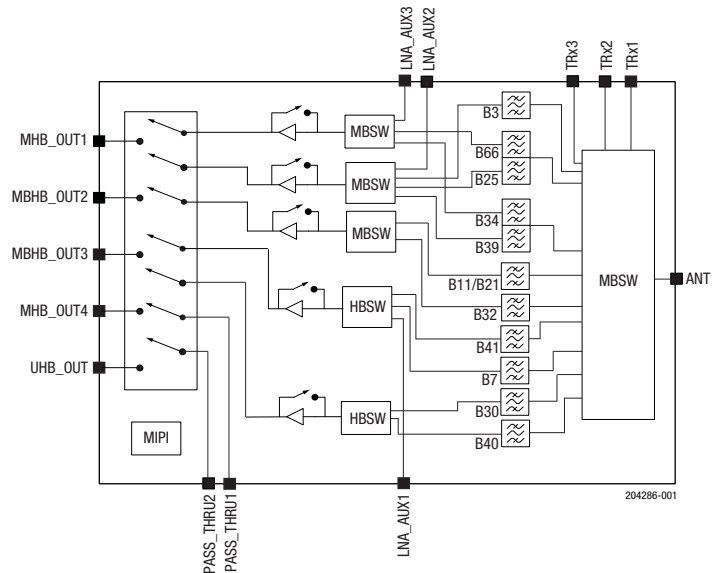 LNA_AUX3
LNA_AUX2
TRx3
TRx2
TRx1
MHB_OUT1
MBHB_OUT2
MBHB_OUT3
MHB_OUT4
UHB_OUT
MBSW
MBSW
MBSW
HBSW
HBSW
B3
B66
B25
B34
B39
B11/B21
B32
B41
B7
B30
B40
MBSW
ANT
MIPI
PASS_THRU2
PASS_THRU1
LNA_AUX1
204286-001